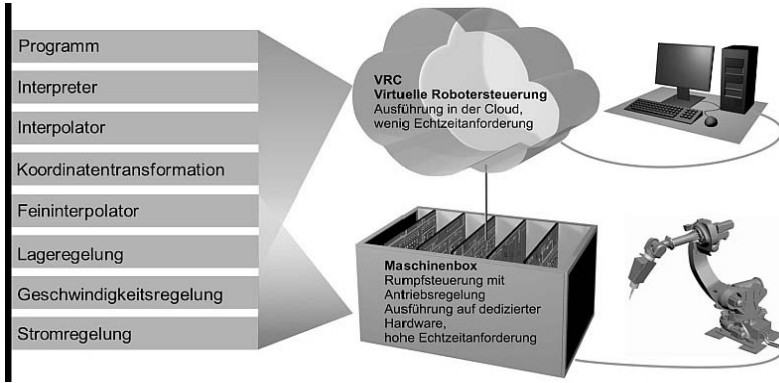 Programm
Interpreter
Interpolator
Koordinatentransformation
Feininterpolator
Lageregelung
Geschwindigkeitsregelung
Stromregelung
VRC
Virtuelle Robotersteuerung
Ausführung in der Cloud,
wenig Echtzeitanforderung
Maschinenbox
Rumpfsteuerung mit
Antriebsregelung
Ausführung auf dedizierter
Hardware,
hohe Echtzeitanforderung